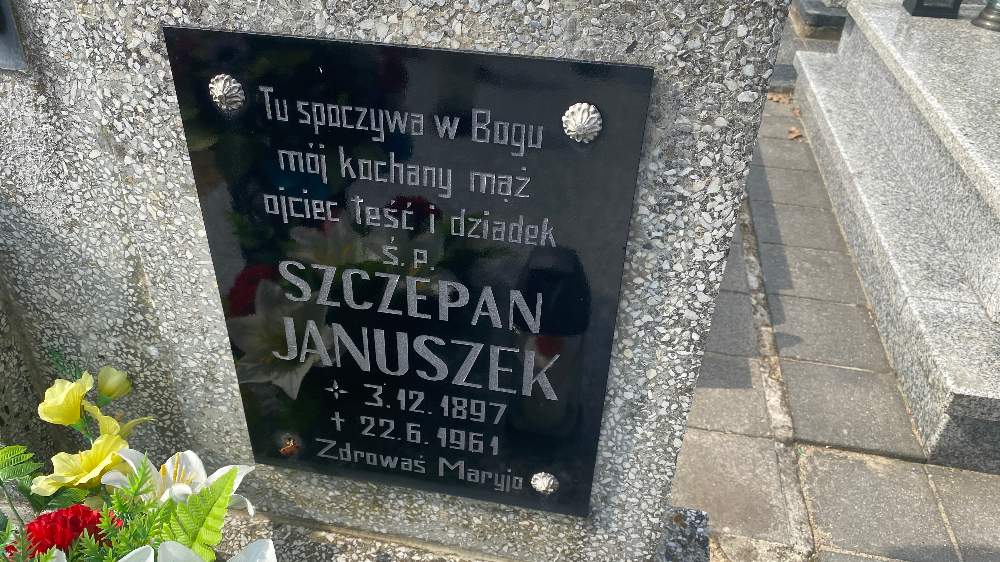 Tu spoczywa w Bogu
mój kochany mąż
ojciec teść i dziadek
ś.p.
SZCZEPAN
JANUSZEK
✢ 3.12.1897
+ 22.6.1961
Zdrowaś Maryjo